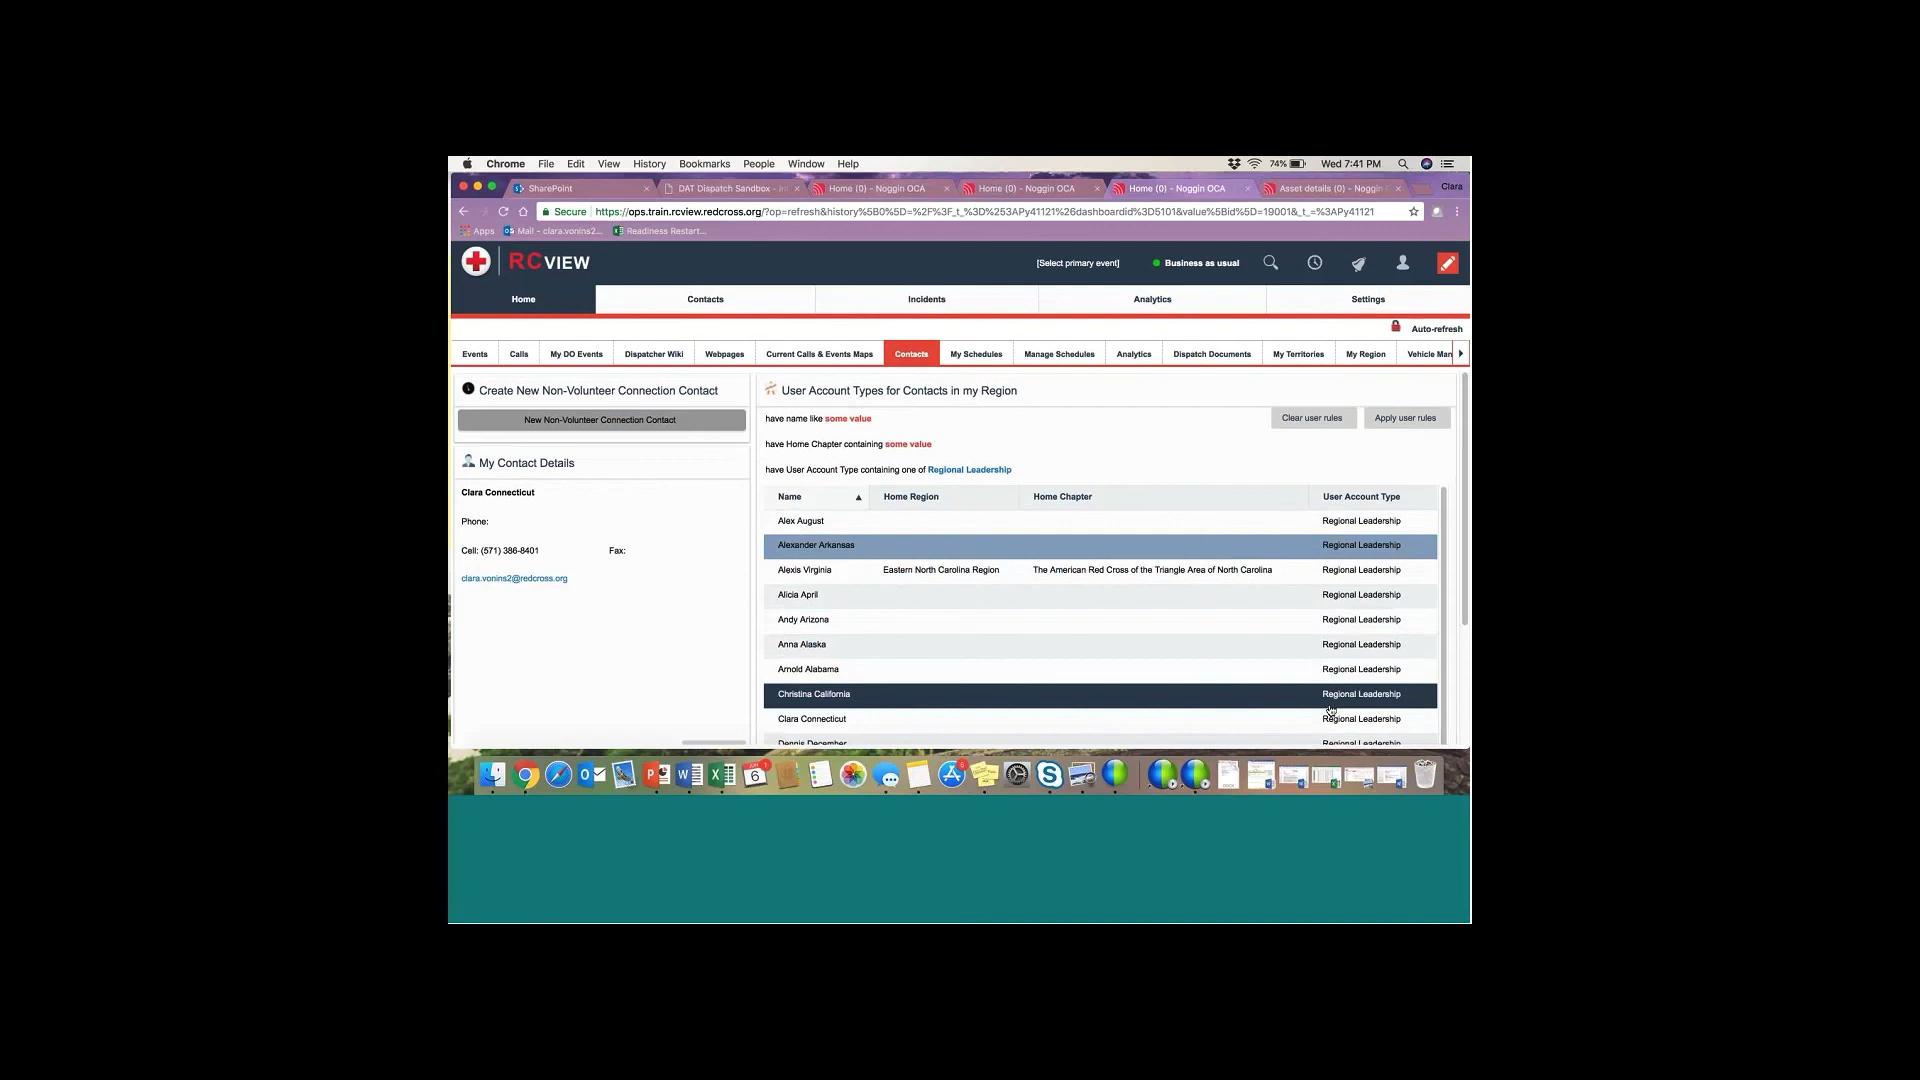 Chrome File Edit View History Bookmarks People Window Help 74% Wed 7:41 PM
SharePoint DAT Dispatch Sandbox - Home (0) - Noggin OCA Home (0) - Noggin OCA Home (0) - Noggin OCA Asset details (0) - Noggin Clara
Secure https://ops.train.rcview.redcross.org/?op=refresh&history%5B0%5D=%2F%3F_t_%3D%253APy41121%26dashboardid%3D5101&value%5Bid%5D=19001&_t_=%3APy41121
Apps Mail - clara.vonins2... Readiness Restart...
RCVIEW [Select primary event] Business as usual
Home Contacts Incidents Analytics Settings
Auto-refresh
Events Calls My DO Events Dispatcher Wiki Webpages Current Calls & Events Maps Contacts My Schedules Manage Schedules Analytics Dispatch Documents My Territories My Region Vehicle Man
Create New Non-Volunteer Connection Contact
New Non-Volunteer Connection Contact
My Contact Details
Clara Connecticut
Phone:
Cell: (571) 386-8401 Fax:
clara.vonins2@redcross.org
User Account Types for Contacts in my Region
have name like some value Clear user rules Apply user rules
have Home Chapter containing some value
have User Account Type containing one of Regional Leadership
Name Home Region Home Chapter User Account Type
Alex August Regional Leadership
Alexander Arkansas Regional Leadership
Alexis Virginia Eastern North Carolina Region The American Red Cross of the Triangle Area of North Carolina Regional Leadership
Alicia April Regional Leadership
Andy Arizona Regional Leadership
Anna Alaska Regional Leadership
Arnold Alabama Regional Leadership
Christina California Regional Leadership
Clara Connecticut Regional Leadership
Dennis December Regional Leadership
6